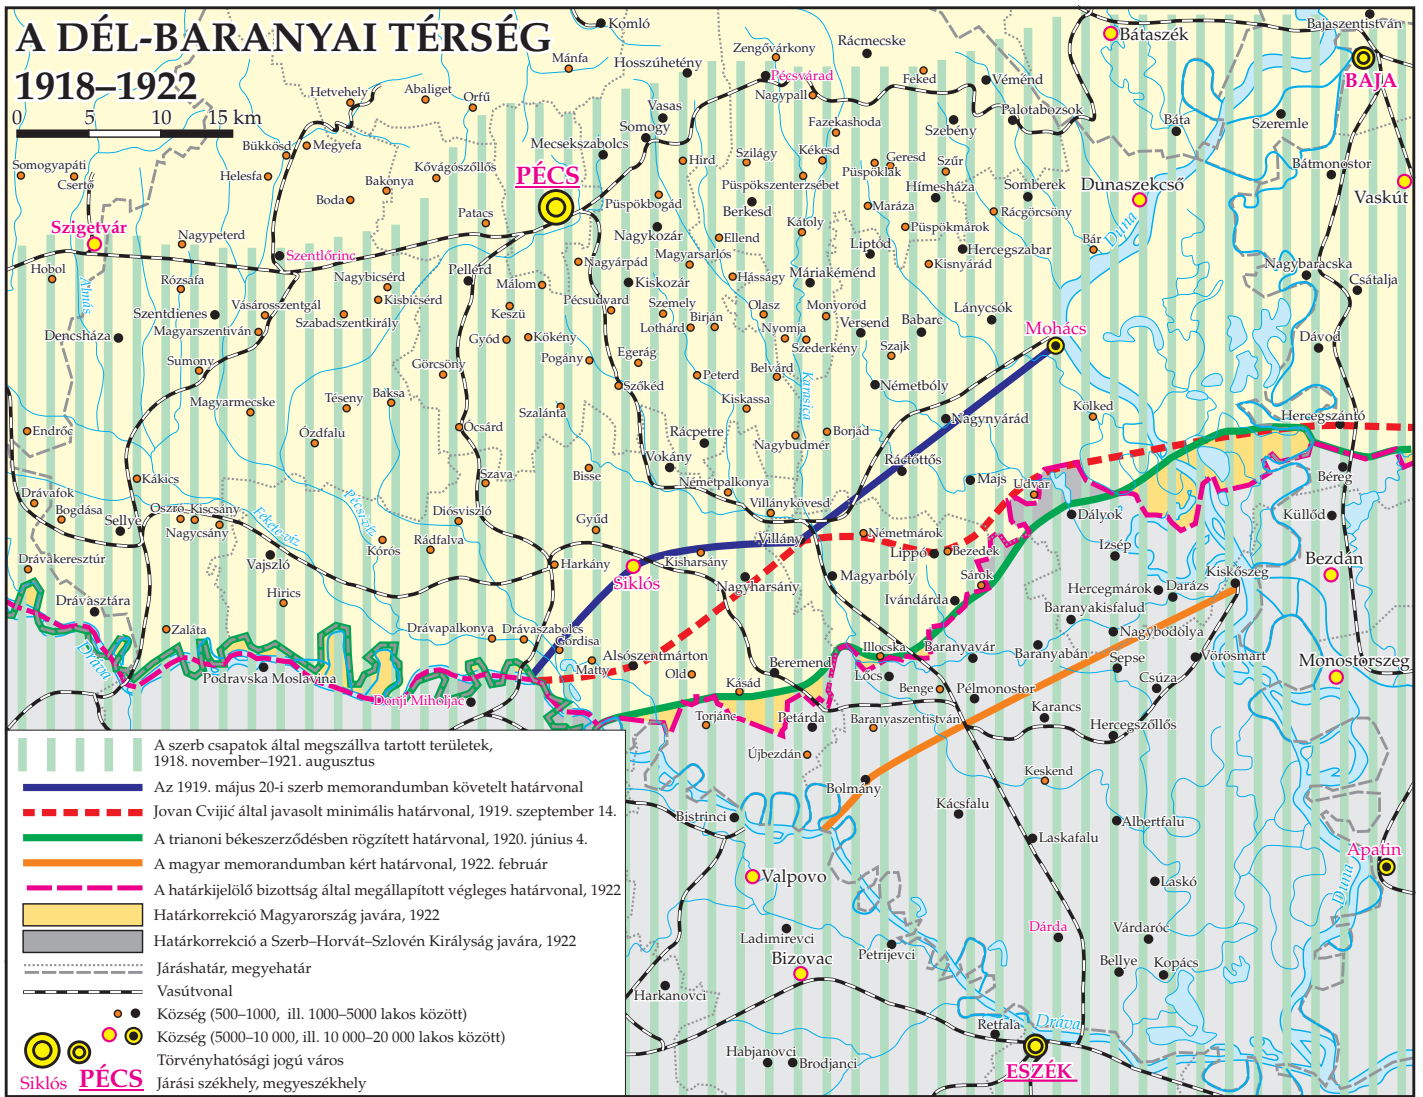 A DÉL-BARANYAI TÉRSÉG
1918–1922
0 5 10 15 km
Komló
Mánfa
Hosszúhetény
Zengővárkony
Rácmecske
Bátaszék
Bajaszentistván
BAJA
Hetvehely
Abaliget
Orfű
Pécsvárad
Nagypall
Feked
Véménd
Palotabozsok
Vasas
Somogy
Fazekashoda
Szebény
Báta
Szeremle
Bükkösd
Megyefa
Mecsekszabolcs
Somogyapáti
Csertő
Helesfa
Kővágószőllős
Bakonya
Boda
PÉCS
Hird
Szilágy
Kékesd
Geresd
Püspöklak
Szűr
Bátmonostor
Püspökszenterzsébet
Hímesháza
Somberek
Dunaszekcső
Vaskút
Szigetvár
Patacs
Püspökbogád
Berkesd
Maráza
Rácgörcsöny
Nagypeterd
Nagykozár
Kátoly
Püspökmárok
Ellend
Liptód
Bár
Duna
Szentlőrinc
Hercegszabar
Hobol
Almás
Rózsafa
Nagybicsérd
Pellérd
Nagyárpád
Magyarsarlós
Kisnyárád
Nagybaracska
Málom
Kiskozár
Hásságy
Máriakéménd
Csátalja
Vásárosszentgál
Kisbicsérd
Szentdienes
Keszü
Pécsudvard
Szemely
Olasz
Monyoród
Lánycsók
Szabadszentkirály
Magyarszentiván
Lothárd
Birján
Nyomja
Versend
Babarc
Mohács
Dencsháza
Gyód
Kökény
Szederkény
Dávod
Sumony
Görcsöny
Pogány
Egerág
Szajk
Belvárd
Peterd
Karasica
Németbóly
Magyarmecske
Téseny
Baksa
Szőkéd
Kiskassa
Szalánta
Kölked
Hercegszántó
Endrőc
Ózdfalu
Ócsárd
Rácpetre
Nagybudmér
Borjád
Nagynyárád
Vokány
Ráctöttös
Béreg
Kákics
Szava
Bisse
Németpalkonya
Majs
Udvar
Drávafok
Bogdása
Oszró
Kiscsány
Sellye
Nagycsány
Fekete-víz
Pécsi-víz
Diósviszló
Villánykövesd
Dályok
Küllőd
Gyűd
Villány
Németmárok
Kórós
Rádfalva
Izsép
Bezdán
Drávakeresztúr
Vajszló
Harkány
Kisharsány
Lippó
Bezedek
Kiskőszeg
Siklós
Nagyharsány
Magyarbóly
Sárok
Hercegmárok
Darázs
Hirics
Ivándárda
Baranyakisfalud
Drávasztára
Zaláta
Drávapalkonya
Drávaszabolcs
Gordisa
Nagybodolya
Dráva
Illocska
Baranyavár
Baranyabán
Sepse
Vörösmart
Monostorszeg
Alsószentmárton
Matty
Podravska Moslavina
Old
Beremend
Lőcs
Csúza
Donji Miholjac
Kásád
Benge
Pélmonostor
Karancs
Torjánc
Petárda
Baranyaszentistván
Hercegszőllős
Újbezdán
Keskend
Bolmány
Kácsfalu
Bistrinci
Laskafalu
Albertfalu
Apatin
Valpovo
Laskó
Duna
Ladimirevci
Dárda
Várdaróc
Bizovac
Petrijevci
Bellye
Kopács
Harkanovci
Retfala
Dráva
Habjanovci
Brodjanci
ESZÉK
A szerb csapatok által megszállva tartott területek,
1918. november–1921. augusztus
Az 1919. május 20-i szerb memorandumban követelt határvonal
Jovan Cvijić által javasolt minimális határvonal, 1919. szeptember 14.
A trianoni békeszerződésben rögzített határvonal, 1920. június 4.
A magyar memorandumban kért határvonal, 1922. február
A határkijelölő bizottság által megállapított végleges határvonal, 1922
Határkorrekció Magyarország javára, 1922
Határkorrekció a Szerb–Horvát–Szlovén Királyság javára, 1922
Járáshatár, megyehatár
Vasútvonal
Község (500–1000, ill. 1000–5000 lakos között)
Község (5000–10 000, ill. 10 000–20 000 lakos között)
Törvényhatósági jogú város
Siklós PÉCS Járási székhely, megyeszékhely